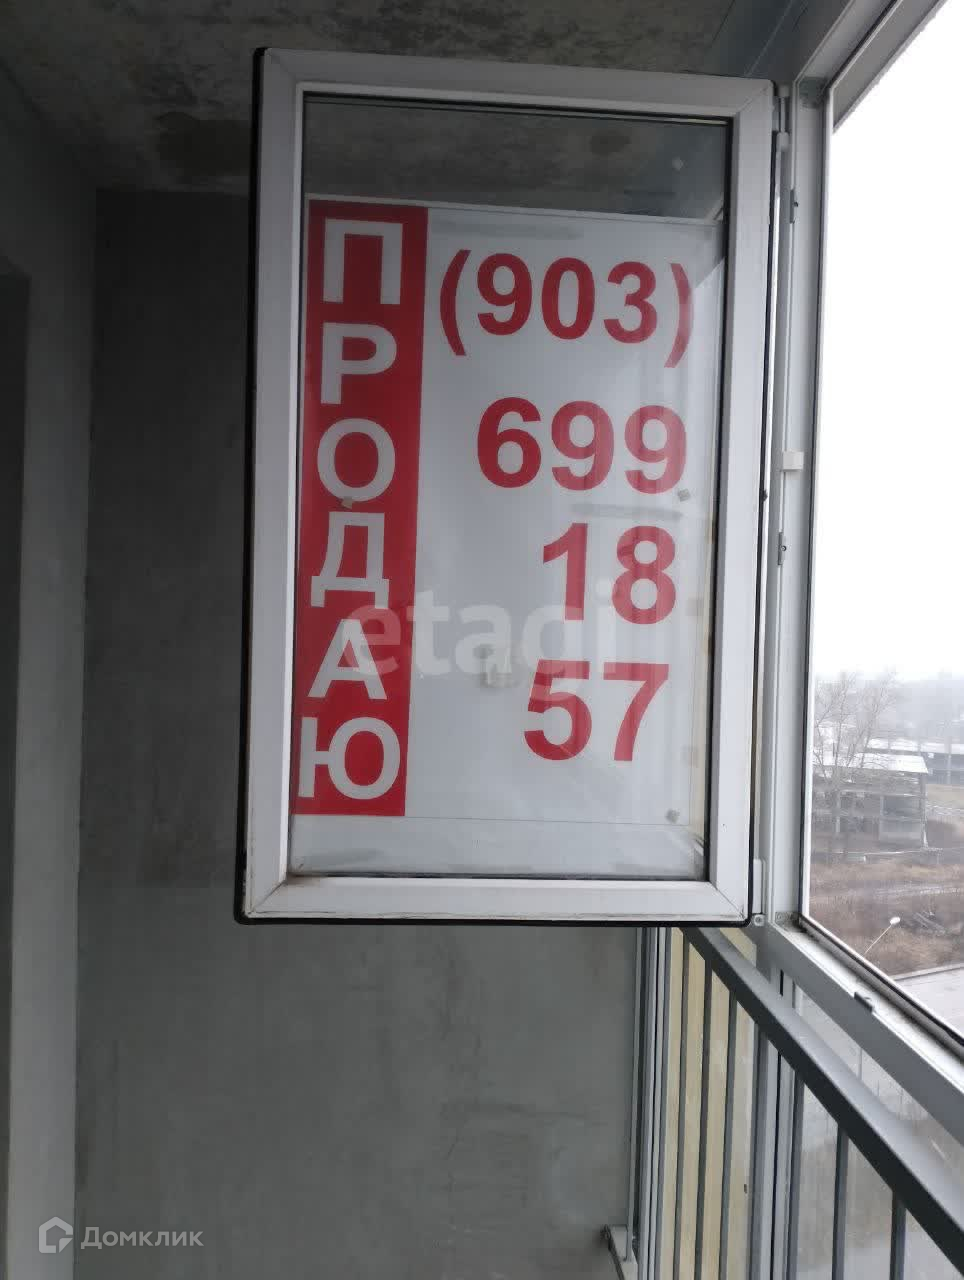 ПРОДАЮ
(903)
699
18
57
etagi
Домклик